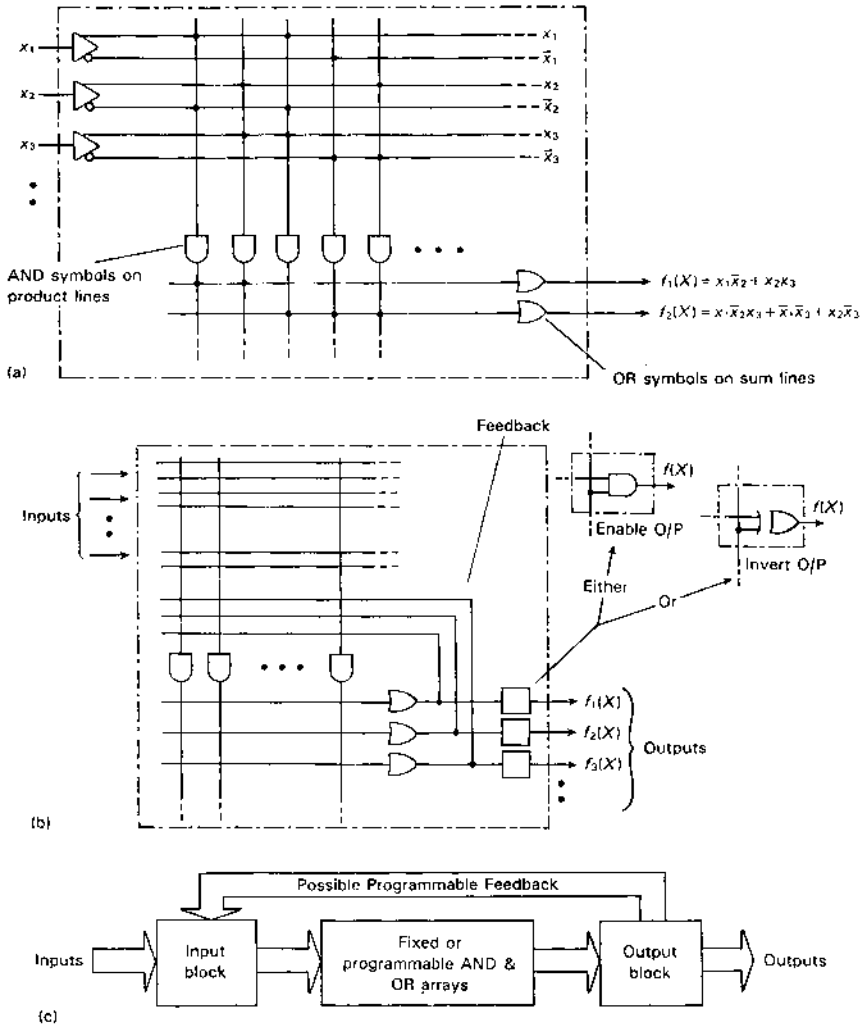 x₁
x₁
x̄₁
x₂
x₂
x̄₂
x₃
x₃
x̄₃
AND symbols on
product lines
f₁(X) = x₁x̄₂ + x₂x₃
f₂(X) = x₁x̄₂x₃ + x̄₁x̄₃ + x₂x̄₃
OR symbols on sum lines
(a)
Feedback
f(X)
Enable O/P
f(X)
Invert O/P
Inputs
Either
Or
f₁(X)
f₂(X)
f₃(X)
Outputs
(b)
Possible Programmable Feedback
Inputs
Input
block
Fixed or
programmable AND &
OR arrays
Output
block
Outputs
(c)